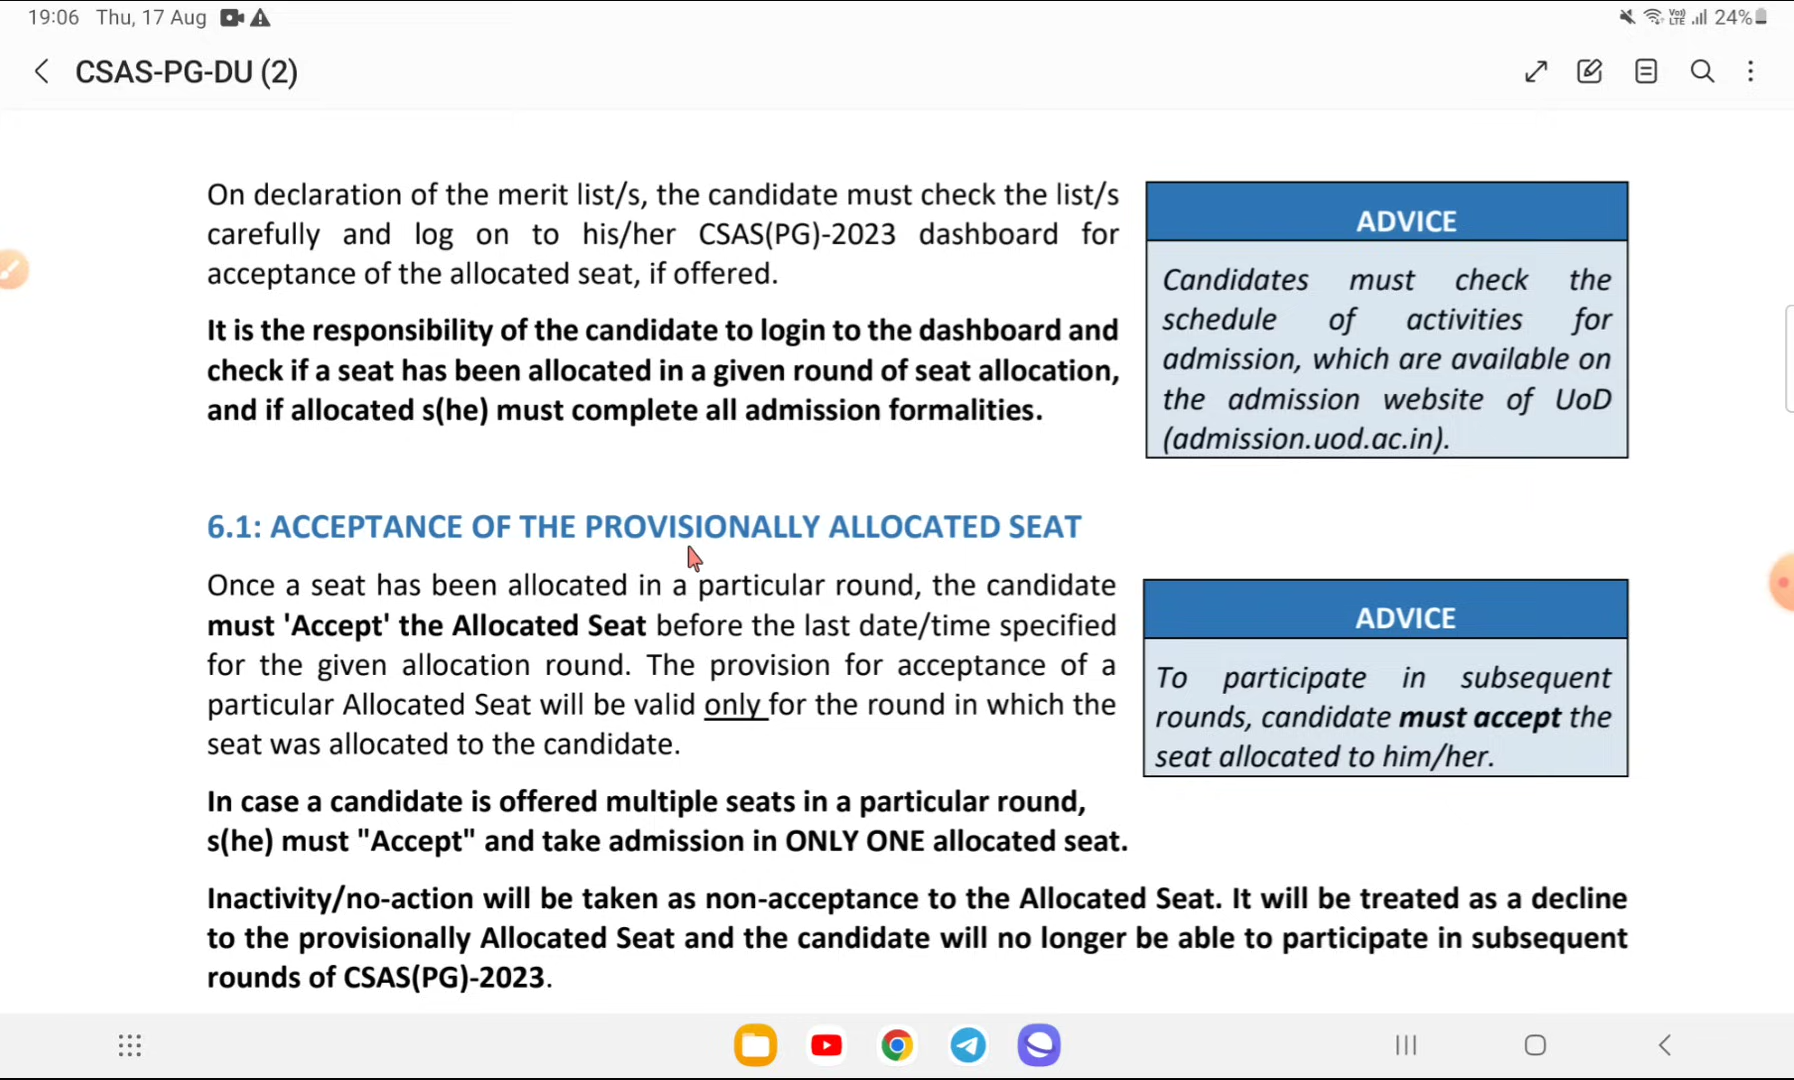 19:06 Thu, 17 Aug
Vo) LTE 24%
CSAS-PG-DU (2)
On declaration of the merit list/s, the candidate must check the list/s
carefully and log on to his/her CSAS(PG)-2023 dashboard for
acceptance of the allocated seat, if offered.
It is the responsibility of the candidate to login to the dashboard and
check if a seat has been allocated in a given round of seat allocation,
and if allocated s(he) must complete all admission formalities.
ADVICE
Candidates must check the
schedule of activities for
admission, which are available on
the admission website of UoD
(admission.uod.ac.in).
6.1: ACCEPTANCE OF THE PROVISIONALLY ALLOCATED SEAT
Once a seat has been allocated in a particular round, the candidate
must 'Accept' the Allocated Seat before the last date/time specified
for the given allocation round. The provision for acceptance of a
particular Allocated Seat will be valid only for the round in which the
seat was allocated to the candidate.
ADVICE
To participate in subsequent
rounds, candidate must accept the
seat allocated to him/her.
In case a candidate is offered multiple seats in a particular round,
s(he) must "Accept" and take admission in ONLY ONE allocated seat.
Inactivity/no-action will be taken as non-acceptance to the Allocated Seat. It will be treated as a decline
to the provisionally Allocated Seat and the candidate will no longer be able to participate in subsequent
rounds of CSAS(PG)-2023.